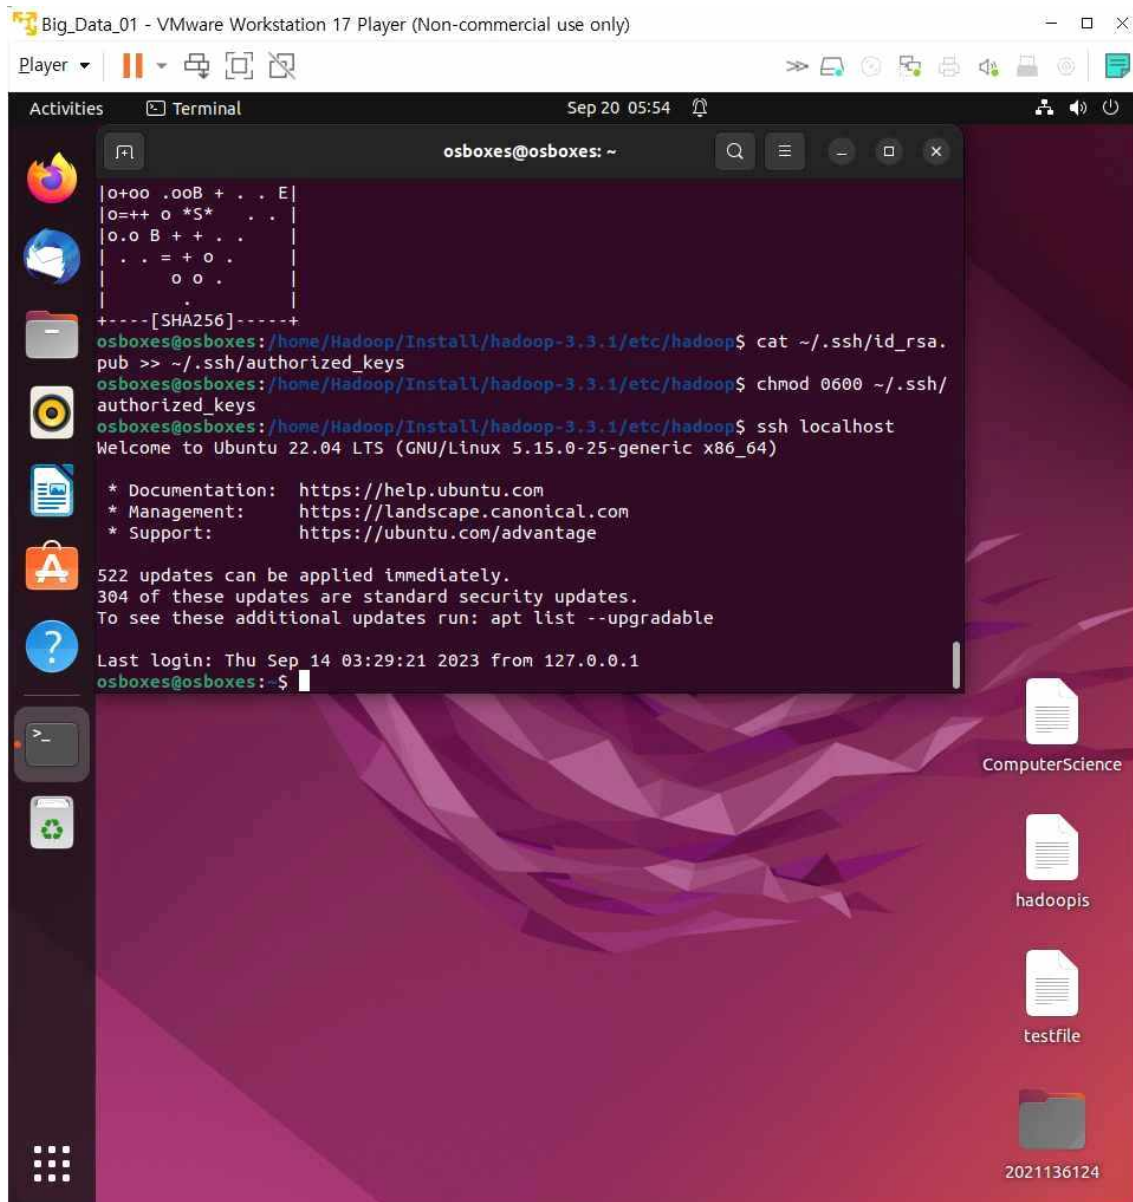 Big_Data_01 - VMware Workstation 17 Player (Non-commercial use only)
Player
Activities
Terminal
Sep 20 05:54
osboxes@osboxes: ~
|o+oo .ooB + . . E|
|o=++ o *S*   . . |
|o.o B + + . .    |
| . . = + o .     |
|      o o .      |
|       .         |
+----[SHA256]-----+
osboxes@osboxes:/home/Hadoop/Install/hadoop-3.3.1/etc/hadoop$ cat ~/.ssh/id_rsa.
pub >> ~/.ssh/authorized_keys
osboxes@osboxes:/home/Hadoop/Install/hadoop-3.3.1/etc/hadoop$ chmod 0600 ~/.ssh/
authorized_keys
osboxes@osboxes:/home/Hadoop/Install/hadoop-3.3.1/etc/hadoop$ ssh localhost
Welcome to Ubuntu 22.04 LTS (GNU/Linux 5.15.0-25-generic x86_64)
 * Documentation:  https://help.ubuntu.com
 * Management:     https://landscape.canonical.com
 * Support:        https://ubuntu.com/advantage
522 updates can be applied immediately.
304 of these updates are standard security updates.
To see these additional updates run: apt list --upgradable
Last login: Thu Sep 14 03:29:21 2023 from 127.0.0.1
osboxes@osboxes:~$
ComputerScience
hadoopis
testfile
2021136124